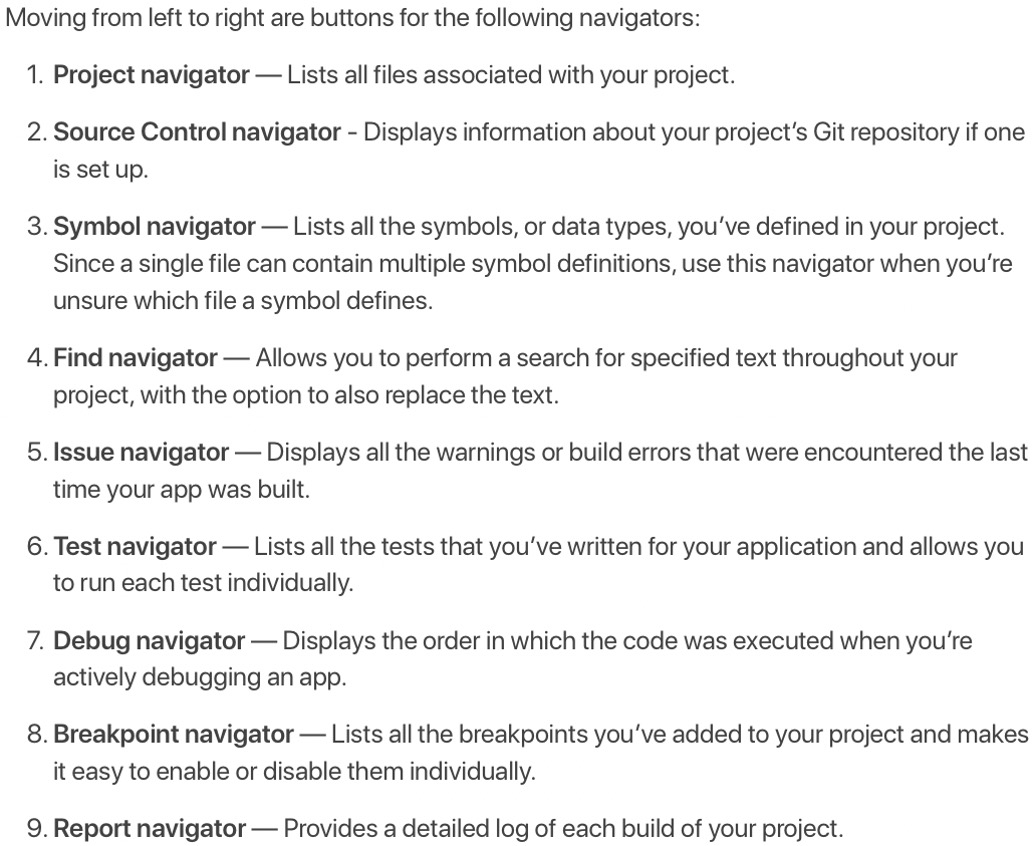 Moving from left to right are buttons for the following navigators:
1. Project navigator — Lists all files associated with your project.
2. Source Control navigator - Displays information about your project’s Git repository if one
is set up.
3. Symbol navigator — Lists all the symbols, or data types, you’ve defined in your project.
Since a single file can contain multiple symbol definitions, use this navigator when you’re
unsure which file a symbol defines.
4. Find navigator — Allows you to perform a search for specified text throughout your
project, with the option to also replace the text.
5. Issue navigator — Displays all the warnings or build errors that were encountered the last
time your app was built.
6. Test navigator — Lists all the tests that you’ve written for your application and allows you
to run each test individually.
7. Debug navigator — Displays the order in which the code was executed when you’re
actively debugging an app.
8. Breakpoint navigator — Lists all the breakpoints you’ve added to your project and makes
it easy to enable or disable them individually.
9. Report navigator — Provides a detailed log of each build of your project.